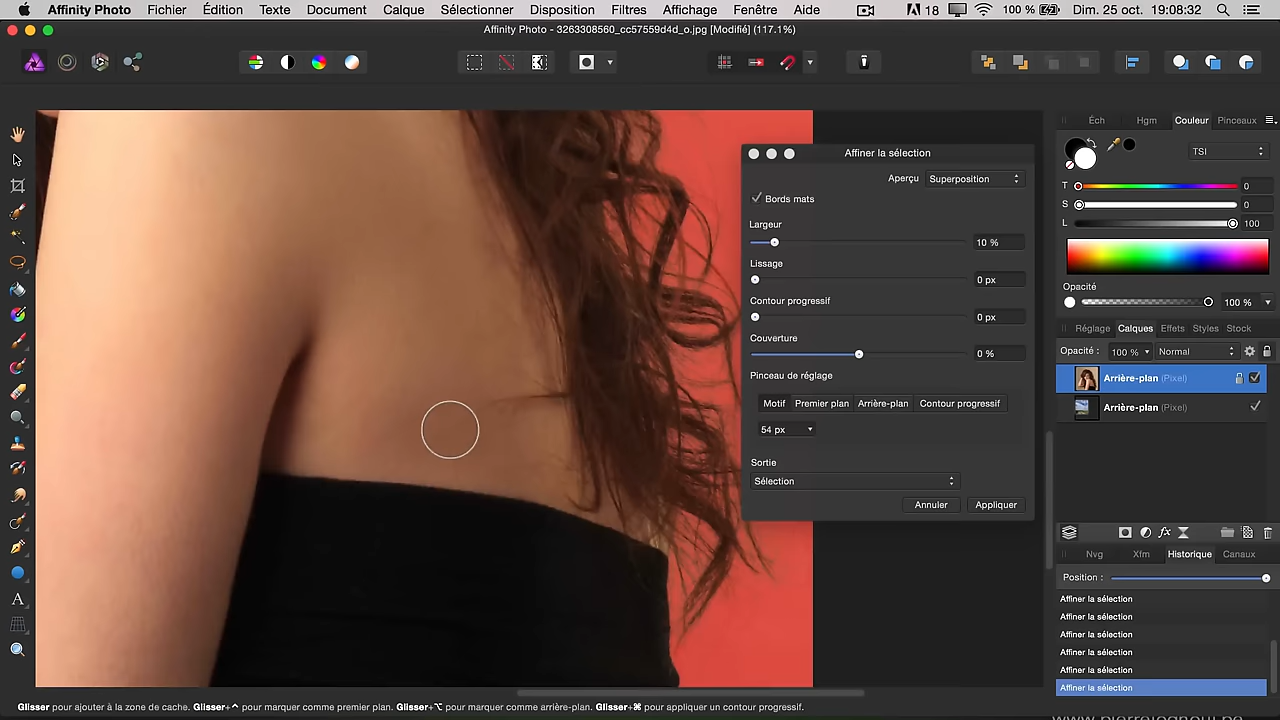 Affinity Photo Fichier Édition Texte Document Calque Sélectionner Disposition Filtres Affichage Fenêtre Aide 18 100 % Dim. 25 oct. 19:08:32
Affinity Photo - 3263308560_cc57559d4d_o.jpg [Modifié] (117.1%)
Éch Hgm Couleur Pinceaux
TSI
T 0
S 0
L 100
Opacité
100 %
Réglage Calques Effets Styles Stock
Opacité : 100 % Normal
Arrière-plan (Pixel)
Arrière-plan (Pixel)
Nvg Xfm Historique Canaux
Position :
Affiner la sélection
Affiner la sélection
Affiner la sélection
Affiner la sélection
Affiner la sélection
Affiner la sélection
Affiner la sélection
Aperçu Superposition
Bords mats
Largeur
10 %
Lissage
0 px
Contour progressif
0 px
Couverture
0 %
Pinceau de réglage
Motif Premier plan Arrière-plan Contour progressif
54 px
Sortie
Sélection
Annuler Appliquer
Glisser pour ajouter à la zone de cache. Glisser+⌃ pour marquer comme premier plan. Glisser+⌥ pour marquer comme arrière-plan. Glisser+⌘ pour appliquer un contour progressif.